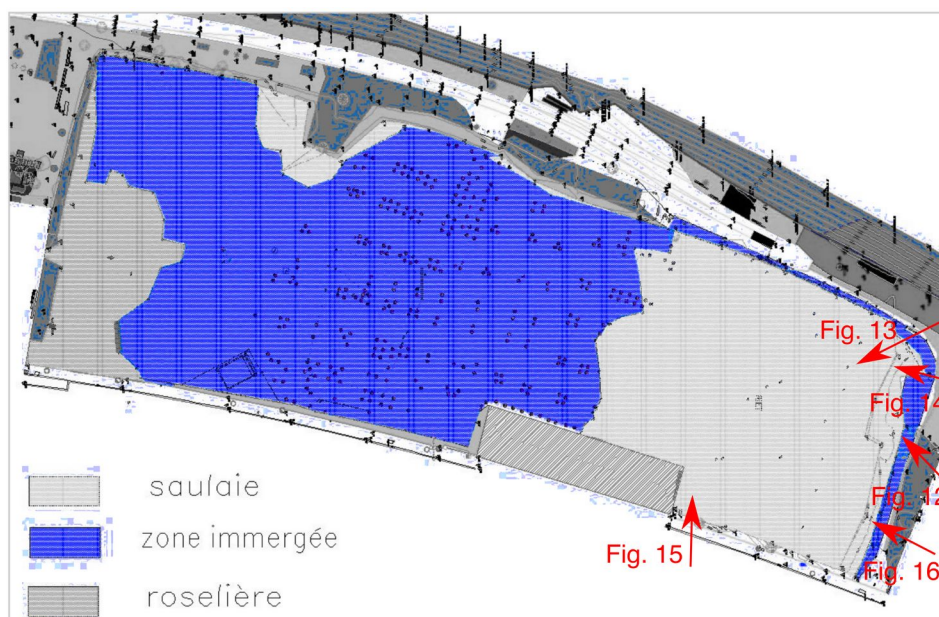 Fig. 13
Fig. 14
Fig. 12
Fig. 15
Fig. 16
saulaie
zone immergée
roselière